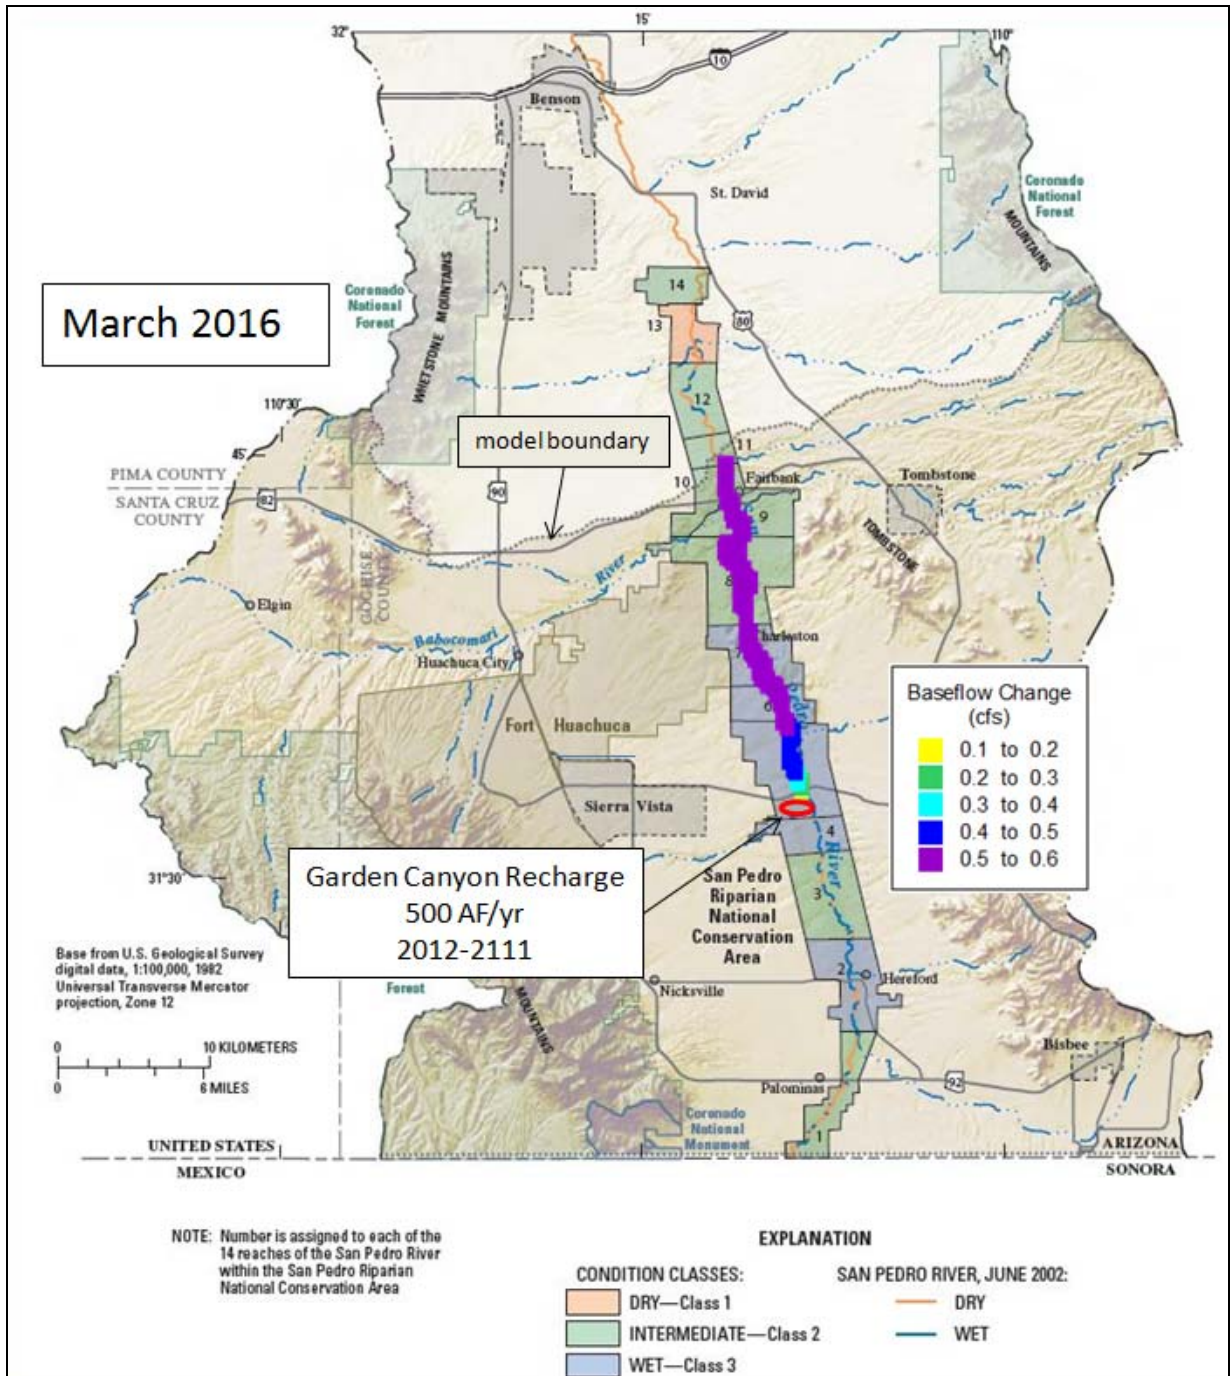 32°
15'
110°
10
Benson
St. David
Coronado
National
Forest
MOUNTAINS
WHETSTONE MOUNTAINS
Coronado
National
Forest
March 2016
14
13
80
12
110°30'
model boundary
11
45'
10
Fairbank
Tombstone
PIMA COUNTY
SANTA CRUZ
COUNTY
82
90
9
TOMBSTONE
COCHISE
COUNTY
River
8
Elgin
Babocomari
Huachuca City
harleston
7
6
Fort Huachuca
Baseflow Change
(cfs)
0.1 to 0.2
0.2 to 0.3
0.3 to 0.4
0.4 to 0.5
0.5 to 0.6
Sierra Vista
4
River
Garden Canyon Recharge
500 AF/yr
2012-2111
31°30'
San Pedro
Riparian
National
Conservation
Area
3
Base from U.S. Geological Survey
digital data, 1:100,000, 1982
Universal Transverse Mercator
projection, Zone 12
Forest
MOUNTAINS
Nicksville
2
Hereford
0 10 KILOMETERS
0 6 MILES
Bisbee
Palominas
92
Coronado
National
Monument
1
UNITED STATES
MEXICO
ARIZONA
SONORA
NOTE: Number is assigned to each of the
14 reaches of the San Pedro River
within the San Pedro Riparian
National Conservation Area
EXPLANATION
CONDITION CLASSES:
DRY—Class 1
INTERMEDIATE—Class 2
WET—Class 3
SAN PEDRO RIVER, JUNE 2002:
DRY
WET